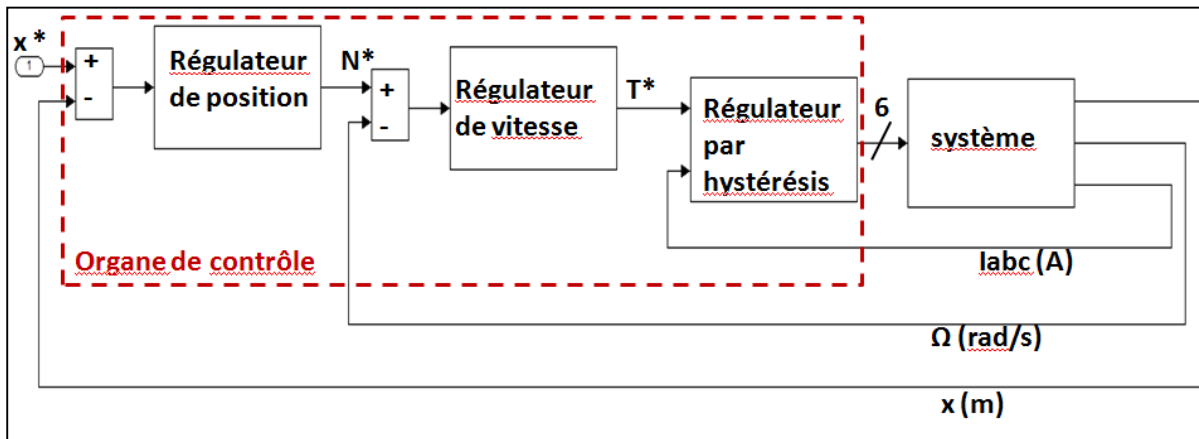 x*
1
+
-
Régulateur
de position
N*
+
-
Régulateur
de vitesse
T*
Régulateur
par
hystérésis
6
système
Organe de contrôle
Iabc (A)
Ω (rad/s)
x (m)